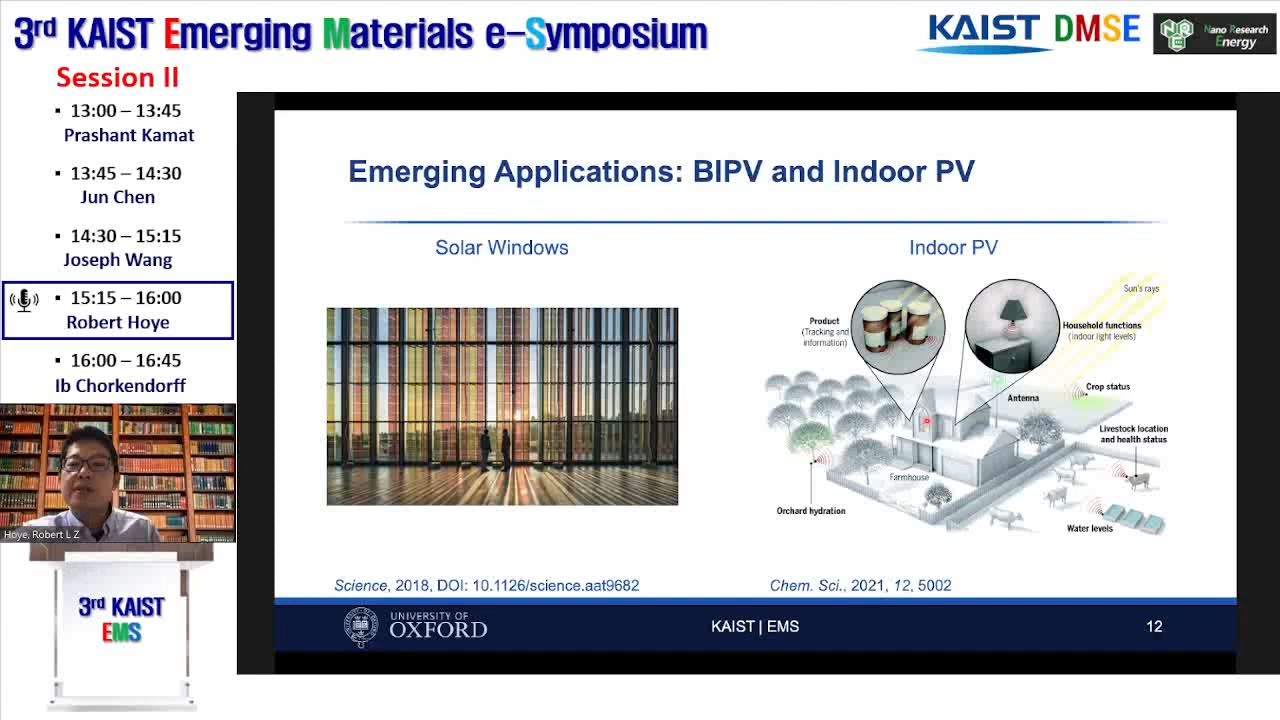 3rd KAIST Emerging Materials e-Symposium
KAIST DMSE
Nano Research
Energy
NRE
Session II
▪ 13:00 – 13:45
Prashant Kamat
▪ 13:45 – 14:30
Jun Chen
▪ 14:30 – 15:15
Joseph Wang
▪ 15:15 – 16:00
Robert Hoye
▪ 16:00 – 16:45
Ib Chorkendorff
Hoye, Robert L Z
3rd KAIST
EMS
Emerging Applications: BIPV and Indoor PV
Solar Windows
Indoor PV
Sun's rays
Product
(Tracking and
information)
Household functions
(Indoor light levels)
Crop status
Antenna
Livestock location
and health status
Farmhouse
Orchard hydration
Water levels
Science, 2018, DOI: 10.1126/science.aat9682
Chem. Sci., 2021, 12, 5002
UNIVERSITY OF
OXFORD
KAIST | EMS
12